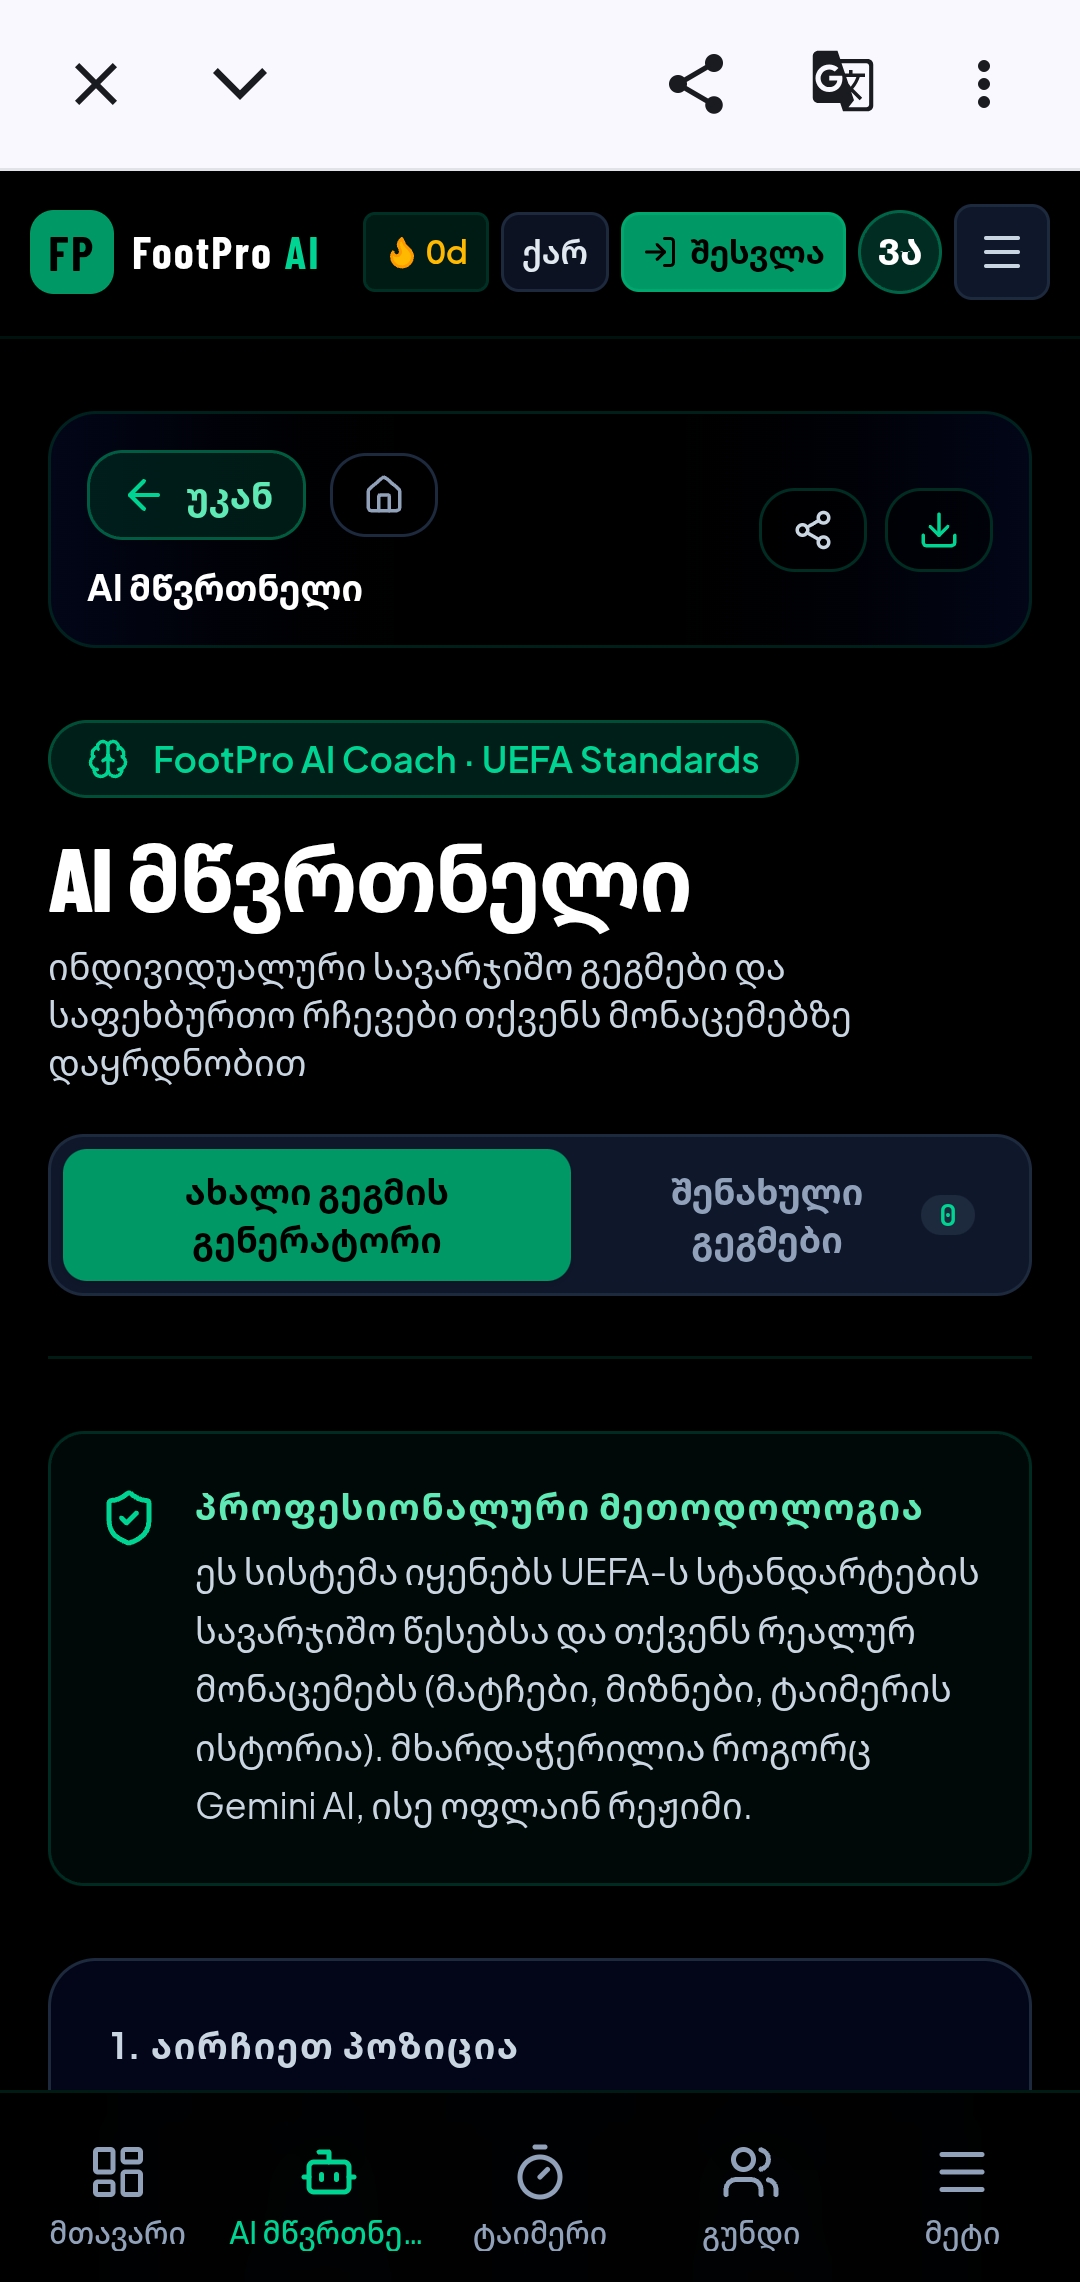 FP FootPro AI 0d ქარ შესვლა ვა
უკან
AI მწვრთნელი
FootPro AI Coach · UEFA Standards
AI მწვრთნელი
ინდივიდუალური სავარჯიშო გეგმები და
საფეხბურთო რჩევები თქვენს მონაცემებზე
დაყრდნობით
ახალი გეგმის
გენერატორი
შენახული
გეგმები
0
პროფესიონალური მეთოდოლოგია
ეს სისტემა იყენებს UEFA-ს სტანდარტების
სავარჯიშო წესებსა და თქვენს რეალურ
მონაცემებს (მატჩები, მიზნები, ტაიმერის
ისტორია). მხარდაჭერილია როგორც
Gemini AI, ისე ოფლაინ რეჟიმი.
1. აირჩიეთ პოზიცია
მთავარი AI მწვრთნე... ტაიმერი გუნდი მეტი